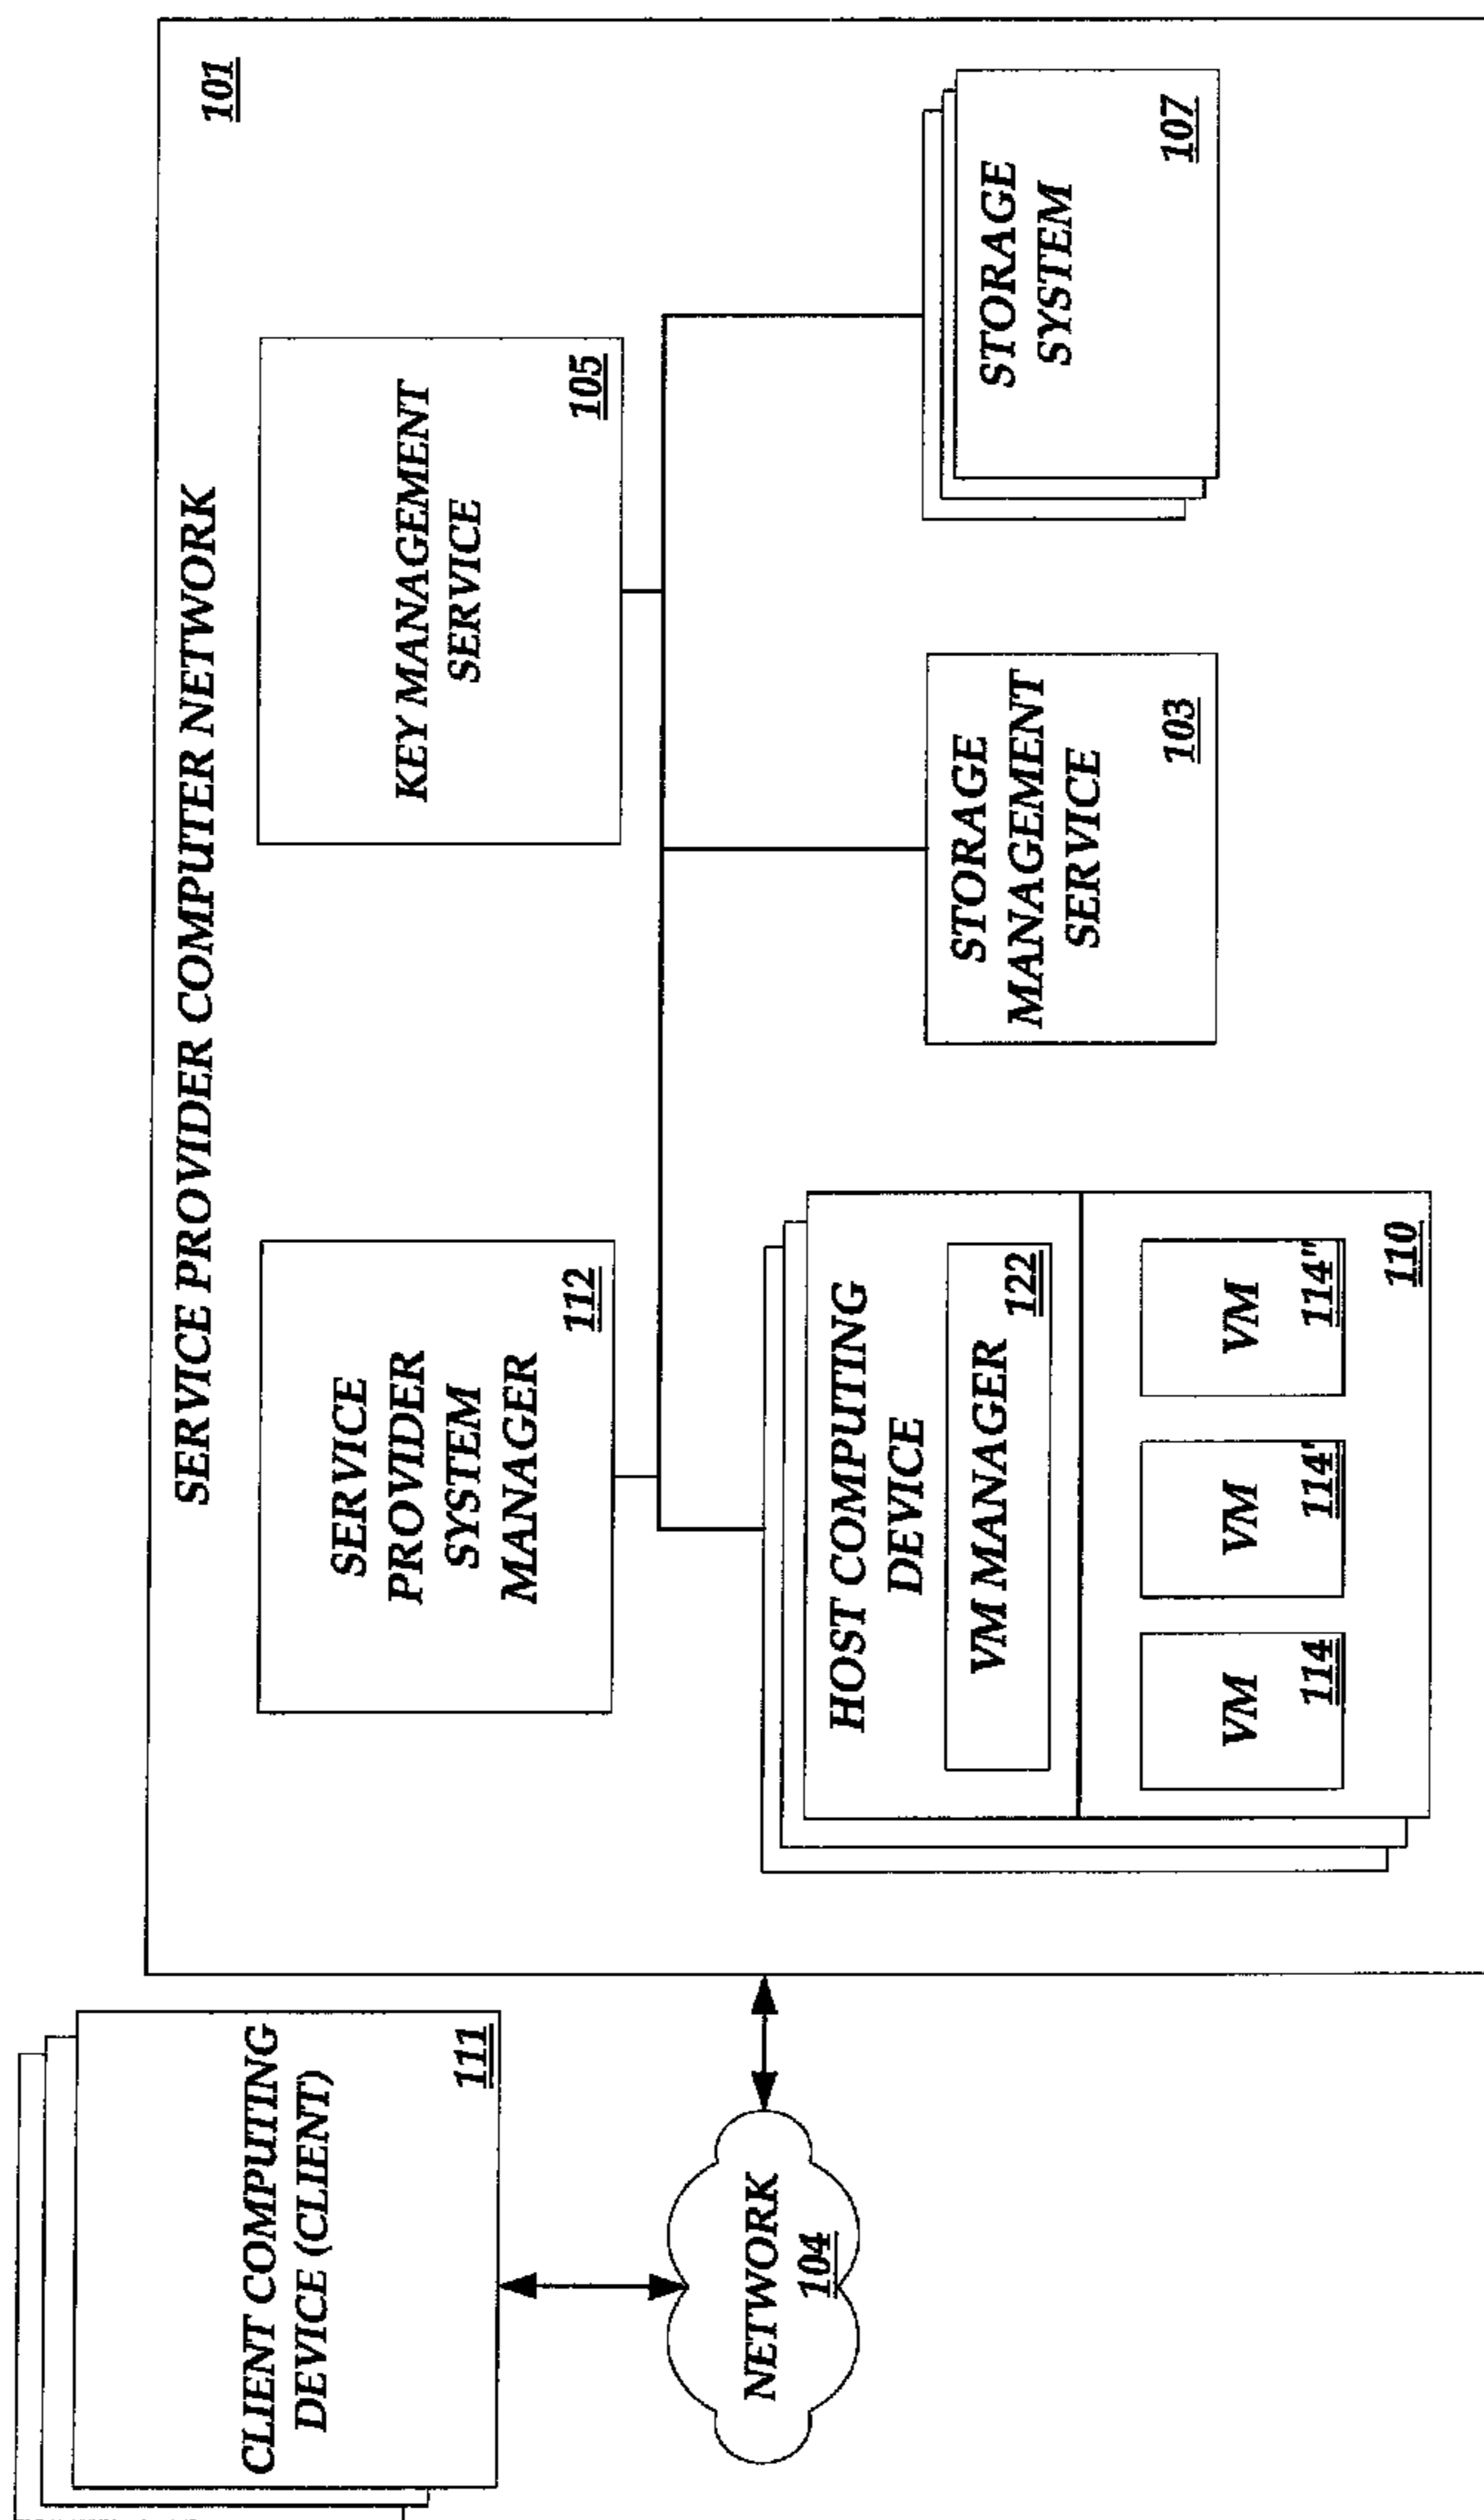 SERVICE PROVIDER COMPUTER NETWORK
101
CLIENT COMPUTING
DEVICE (CLIENT)
111
NETWORK
104
SERVICE
PROVIDER
SYSTEM
MANAGER
112
KEY MANAGEMENT
SERVICE
105
HOST COMPUTING
DEVICE
VM MANAGER
122
VM
114
VM
114'
VM
114"
110
STORAGE
MANAGEMENT
SERVICE
103
STORAGE
SYSTEM
107